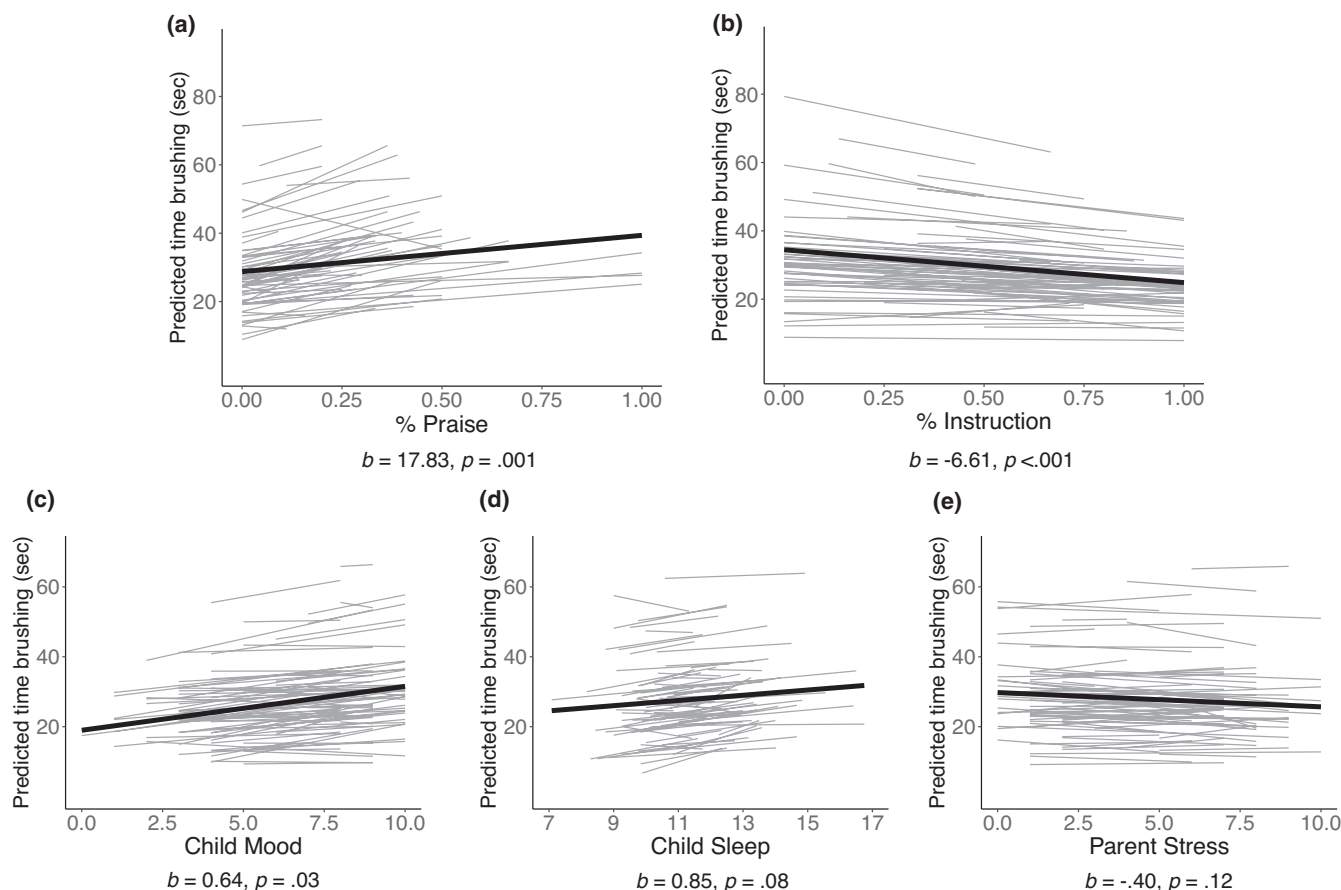 (a)
Predicted time brushing (sec)
80
60
40
20
0.00 0.25 0.50 0.75 1.00
% Praise
b = 17.83, p = .001
(b)
Predicted time brushing (sec)
80
60
40
20
0.00 0.25 0.50 0.75 1.00
% Instruction
b = -6.61, p <.001
(c)
Predicted time brushing (sec)
60
40
20
0.0 2.5 5.0 7.5 10.0
Child Mood
b = 0.64, p = .03
(d)
Predicted time brushing (sec)
60
40
20
7 9 11 13 15 17
Child Sleep
b = 0.85, p = .08
(e)
Predicted time brushing (sec)
60
40
20
0.0 2.5 5.0 7.5 10.0
Parent Stress
b = -.40, p = .12